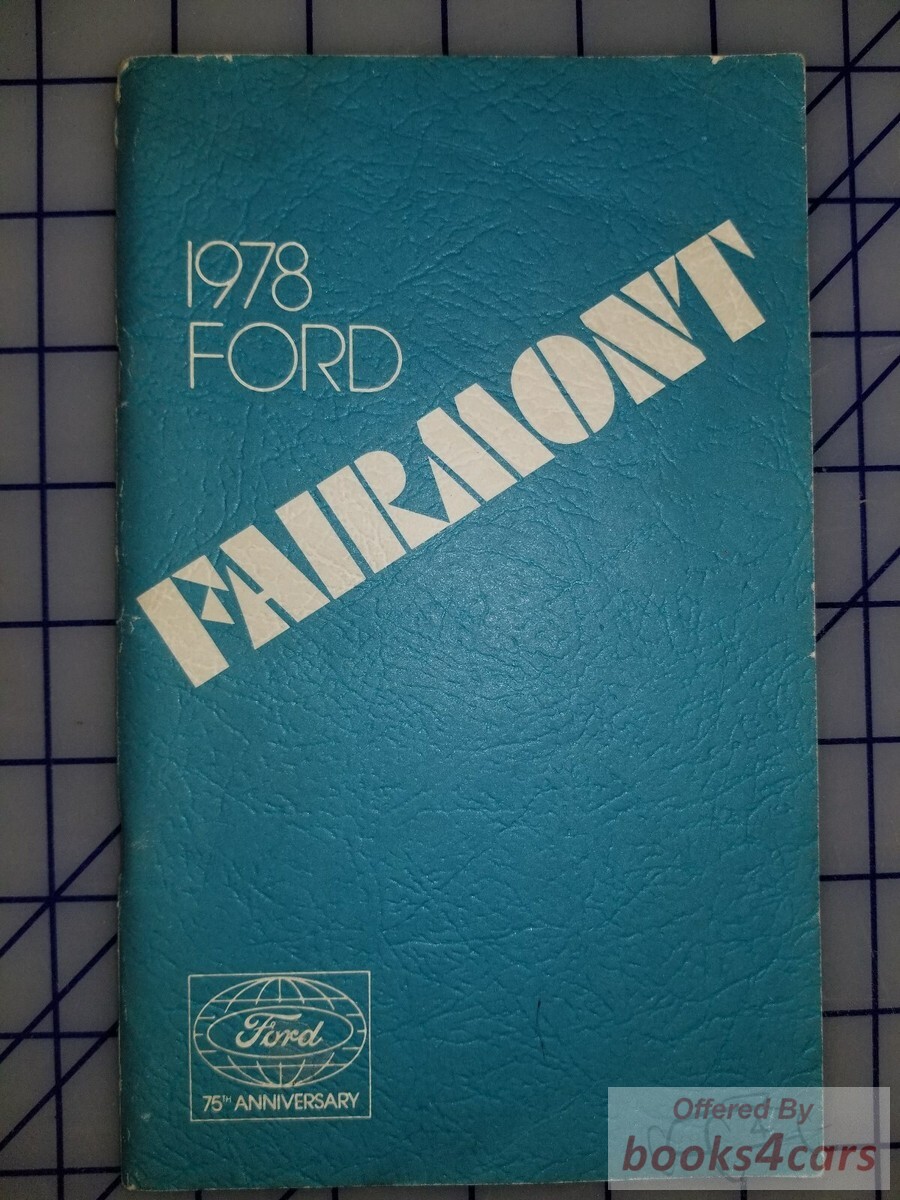 1978
FORD
FAIRMONT
Ford
75TH ANNIVERSARY
Offered By
books4cars